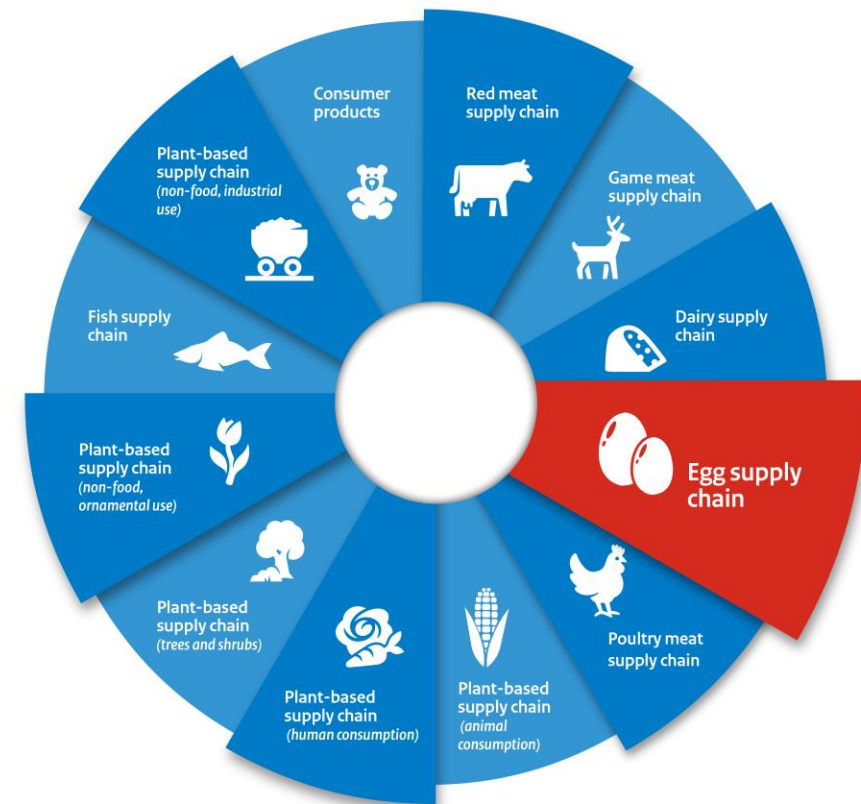 Consumer
products
Red meat
supply chain
Game meat
supply chain
Dairy supply
chain
Egg supply
chain
Poultry meat
supply chain
Plant-based
supply chain
(animal
consumption)
Plant-based
supply chain
(human consumption)
Plant-based
supply chain
(trees and shrubs)
Plant-based
supply chain
(non-food,
ornamental use)
Fish supply
chain
Plant-based
supply chain
(non-food, industrial
use)